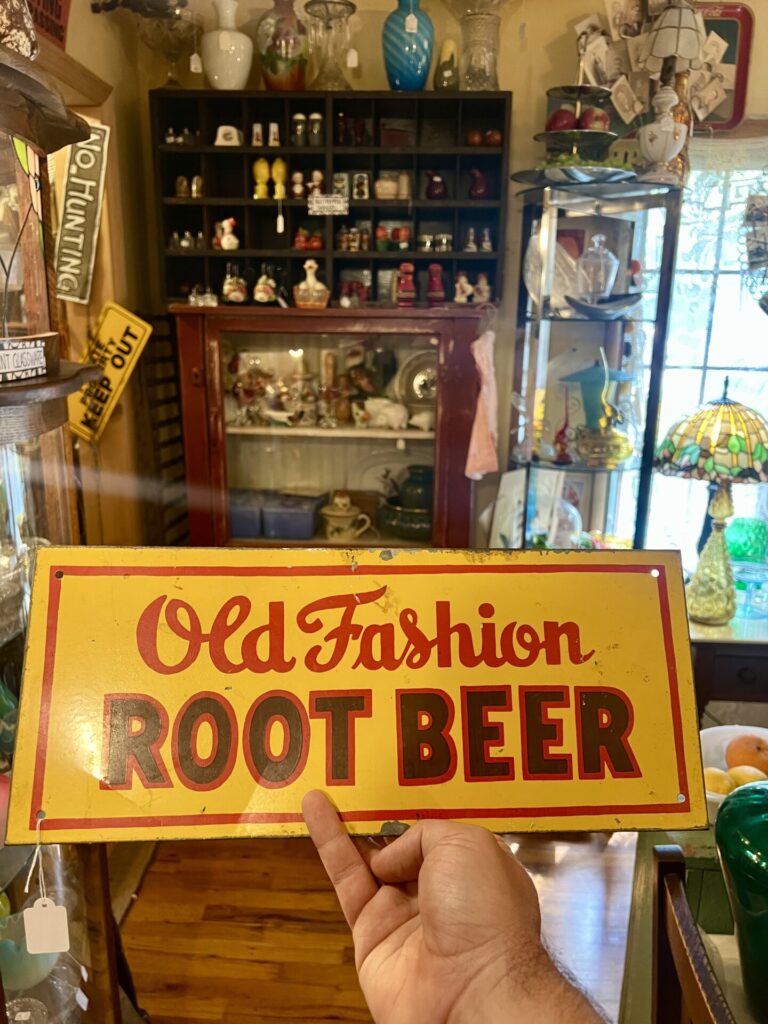 No. HUNTING
KEEP OUT
Old Fashion
ROOT BEER